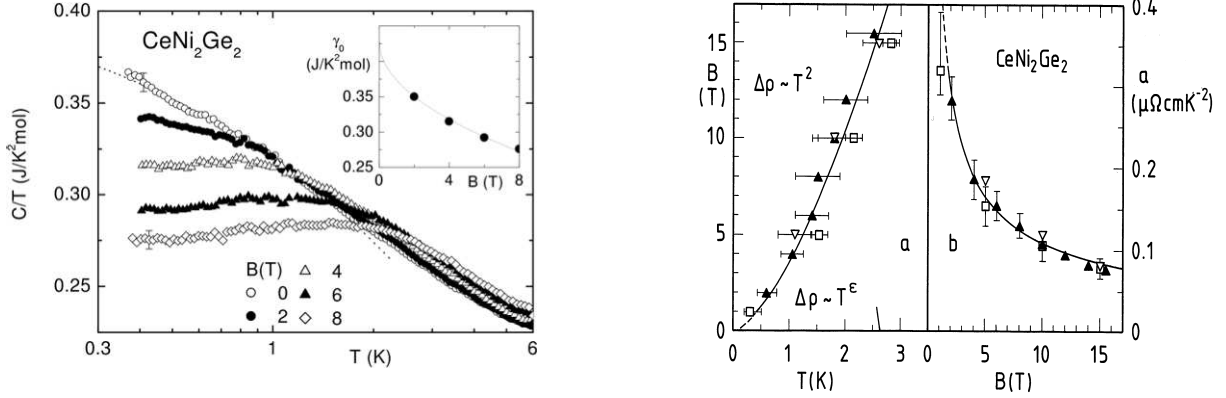 CeNi₂Ge₂
C/T (J/K²mol)
0.40
0.35
0.30
0.25
0.3
1
6
T (K)
B(T)
0
2
4
6
8
γ₀
(J/K²mol)
0.35
0.30
0.25
0
4
8
B (T)
B
(T)
15
10
5
0
Δρ ~ T²
Δρ ~ Tᵋ
a
0
1
2
3
T(K)
CeNi₂Ge₂
b
0
5
10
15
B(T)
0.4
a
(μΩcmK⁻²)
0.2
0.1
0